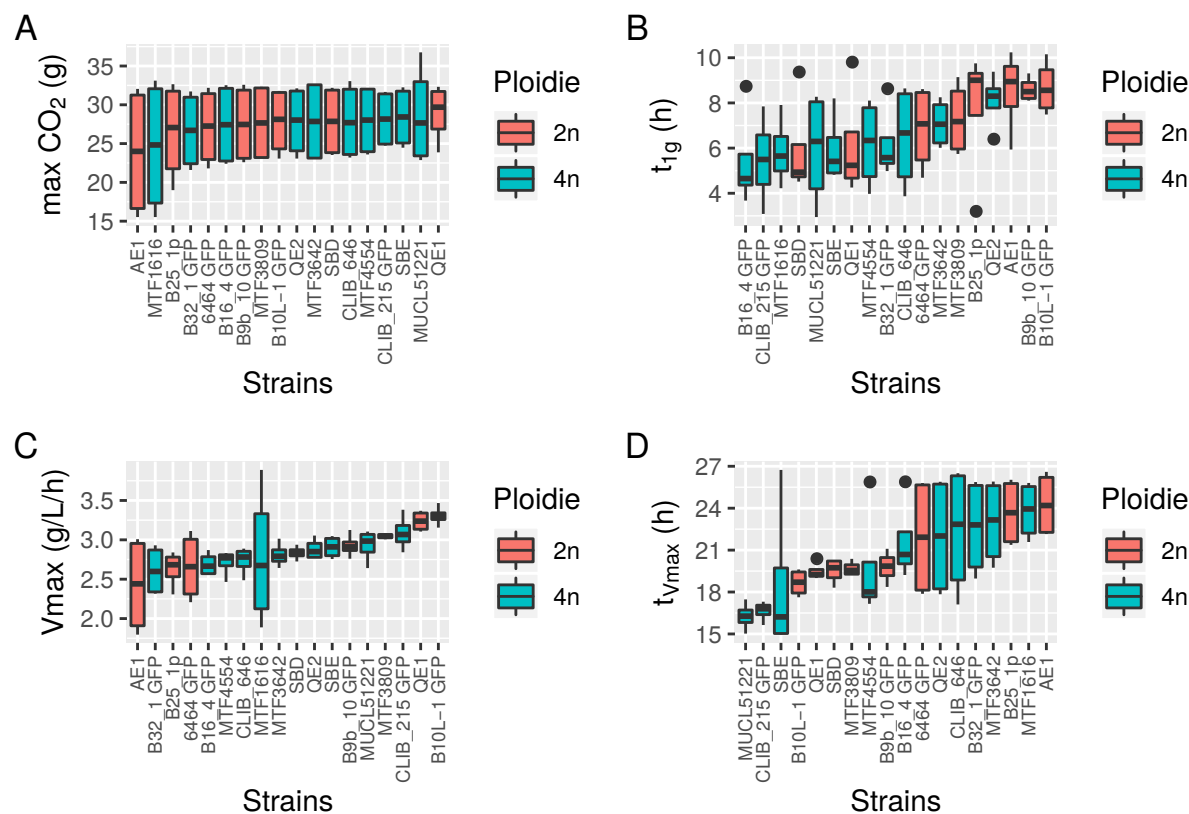 A
max CO₂ (g)
35
30
25
20
15
AE1
MTF1616
B25_1p
B32_1 GFP
6464 GFP
B16_4 GFP
B9b_10 GFP
MTF3809
B10L-1 GFP
QE2
MTF3642
SBD
CLIB_646
MTF4554
CLIB_215 GFP
SBE
MUCL51221
QE1
Strains
Ploidie
2n
4n
B
t1g (h)
10
8
6
4
B16_4 GFP
CLIB_215 GFP
MTF1616
SBD
MUCL51221
SBE
QE1
MTF4554
B32_1 GFP
CLIB_646
6464 GFP
MTF3642
MTF3809
B25_1p
QE2
AE1
B9b_10 GFP
B10L-1 GFP
Strains
Ploidie
2n
4n
C
Vmax (g/L/h)
3.5
3.0
2.5
2.0
AE1
B32_1 GFP
B25_1p
6464 GFP
B16_4 GFP
MTF4554
CLIB_646
MTF1616
MTF3642
SBD
QE2
SBE
B9b_10 GFP
MUCL51221
MTF3809
CLIB_215 GFP
QE1
B10L-1 GFP
Strains
Ploidie
2n
4n
D
tVmax (h)
27
24
21
18
15
MUCL51221
CLIB_215 GFP
SBE
B10L-1 GFP
QE1
SBD
MTF3809
MTF4554
B9b_10 GFP
B16_4 GFP
6464 GFP
QE2
CLIB_646
B32_1 GFP
MTF3642
B25_1p
MTF1616
AE1
Strains
Ploidie
2n
4n